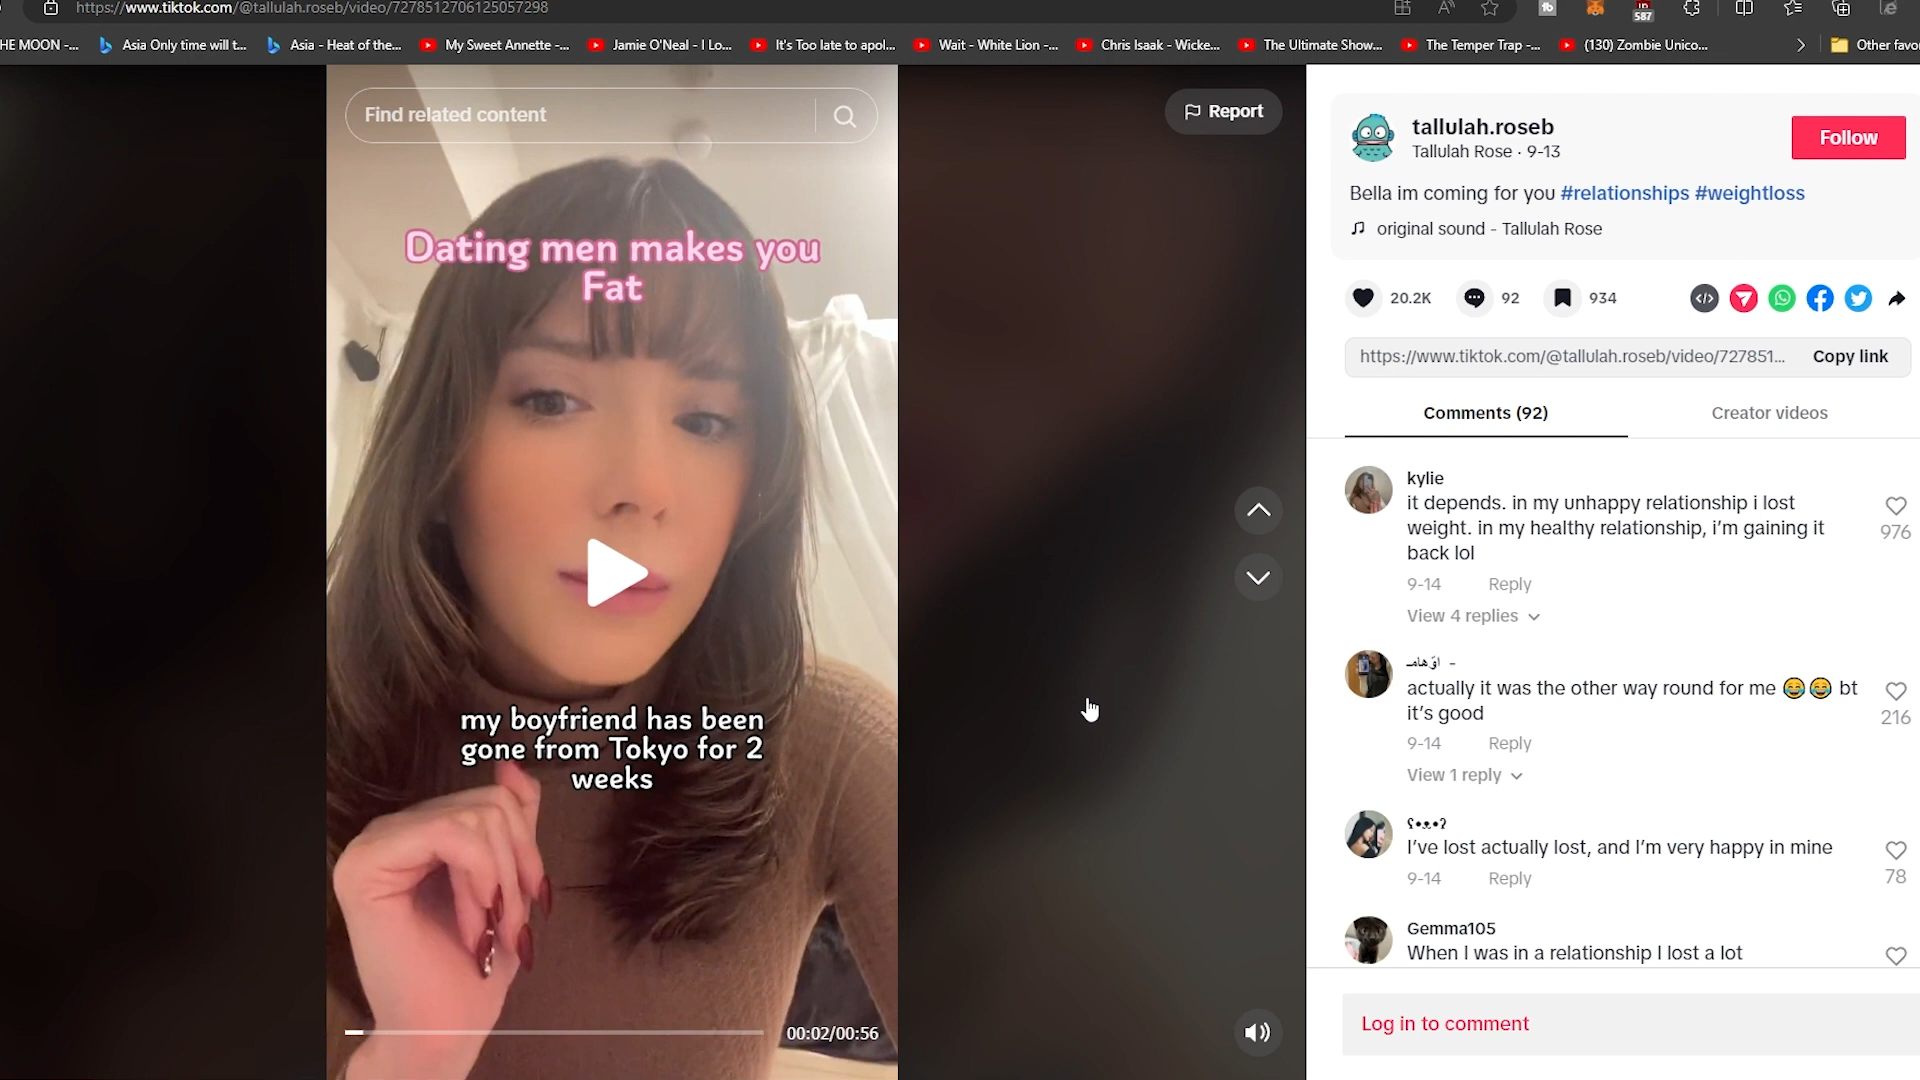 https://www.tiktok.com/@tallulah.roseb/video/7278512706125057298
587
HE MOON -...
Asia Only time will t...
Asia - Heat of the...
My Sweet Annette -...
Jamie O'Neal - I Lo...
It's Too late to apol...
Wait - White Lion -...
Chris Isaak - Wicke...
The Ultimate Show...
The Temper Trap -...
(130) Zombie Unico...
Other favo
Find related content
Report
Dating men makes you
Fat
my boyfriend has been
gone from Tokyo for 2
weeks
00:02/00:56
tallulah.roseb
Tallulah Rose · 9-13
Follow
Bella im coming for you #relationships #weightloss
original sound - Tallulah Rose
20.2K
92
934
https://www.tiktok.com/@tallulah.roseb/video/727851...
Copy link
Comments (92)
Creator videos
kylie
it depends. in my unhappy relationship i lost
weight. in my healthy relationship, i'm gaining it
back lol
976
9-14
Reply
View 4 replies
actually it was the other way round for me 😂😂 bt
it's good
216
9-14
Reply
View 1 reply
I've lost actually lost, and I'm very happy in mine
78
9-14
Reply
Gemma105
When I was in a relationship I lost a lot
Log in to comment